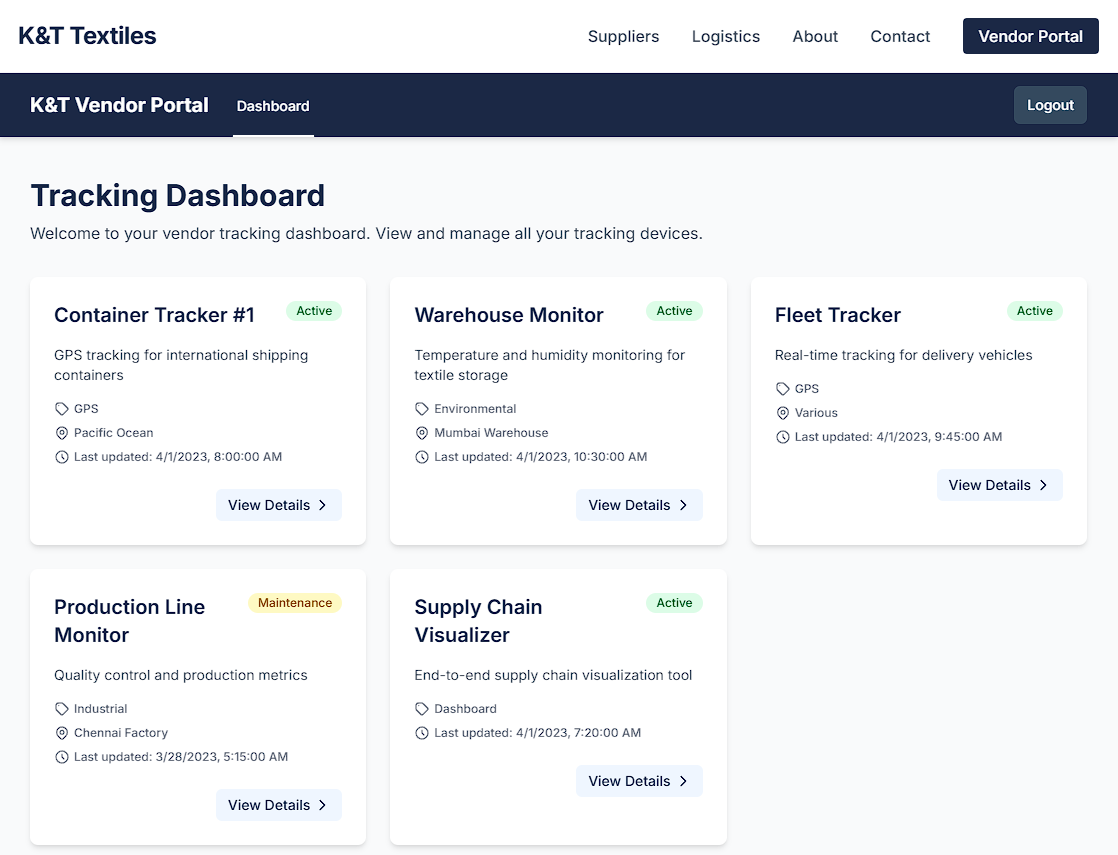 K&T Textiles
Suppliers Logistics About Contact Vendor Portal
K&T Vendor Portal Dashboard Logout
Tracking Dashboard
Welcome to your vendor tracking dashboard. View and manage all your tracking devices.
Container Tracker #1 Active
GPS tracking for international shipping
containers
GPS
Pacific Ocean
Last updated: 4/1/2023, 8:00:00 AM
View Details
Warehouse Monitor Active
Temperature and humidity monitoring for
textile storage
Environmental
Mumbai Warehouse
Last updated: 4/1/2023, 10:30:00 AM
View Details
Fleet Tracker Active
Real-time tracking for delivery vehicles
GPS
Various
Last updated: 4/1/2023, 9:45:00 AM
View Details
Production Line Maintenance
Monitor
Quality control and production metrics
Industrial
Chennai Factory
Last updated: 3/28/2023, 5:15:00 AM
View Details
Supply Chain Active
Visualizer
End-to-end supply chain visualization tool
Dashboard
Last updated: 4/1/2023, 7:20:00 AM
View Details